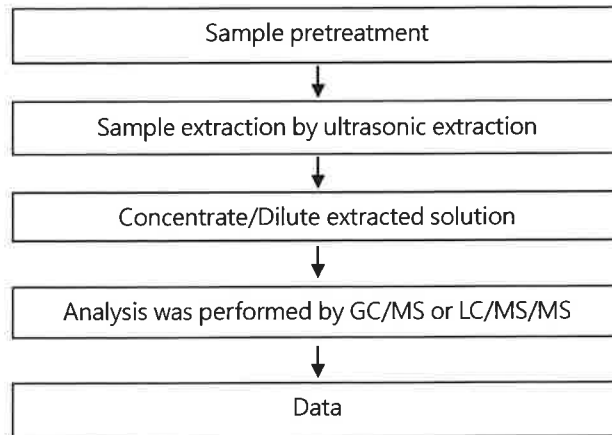 Sample pretreatment
Sample extraction by ultrasonic extraction
Concentrate/Dilute extracted solution
Analysis was performed by GC/MS or LC/MS/MS
Data